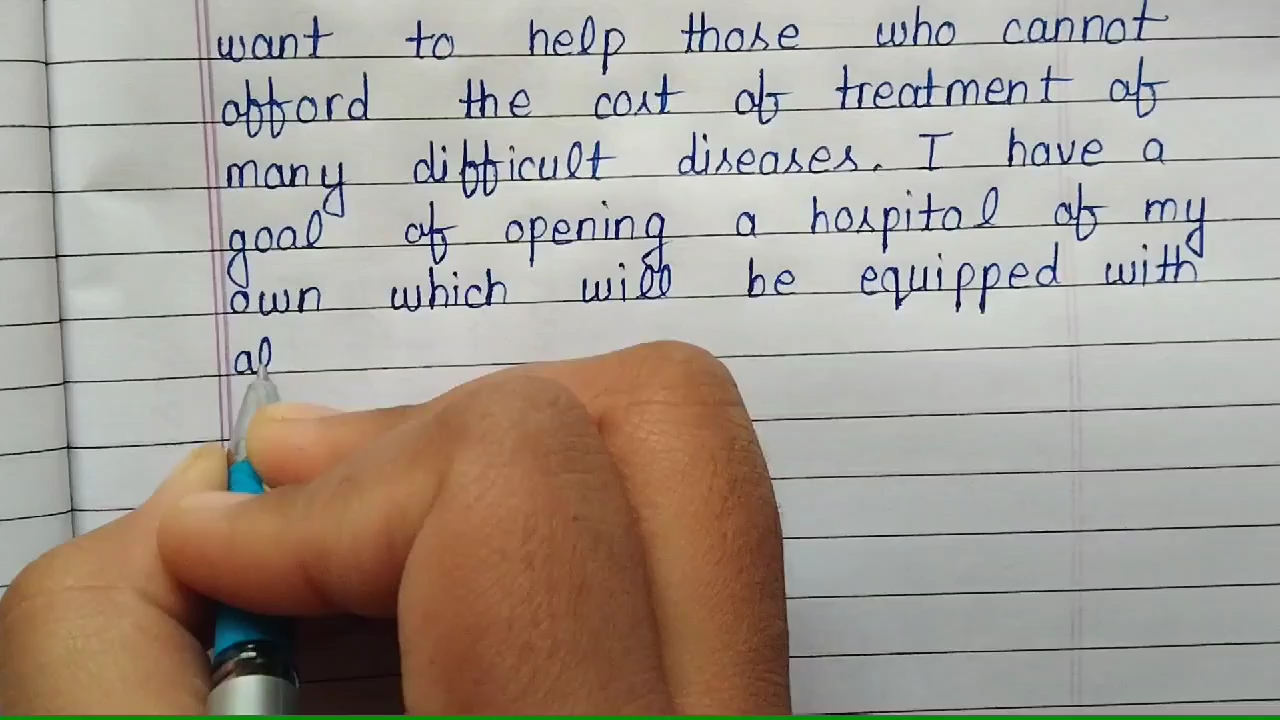 want to help those who cannot
afford the cost of treatment of
many difficult diseases. I have a
goal of opening a hospital of my
own which will be equipped with
al